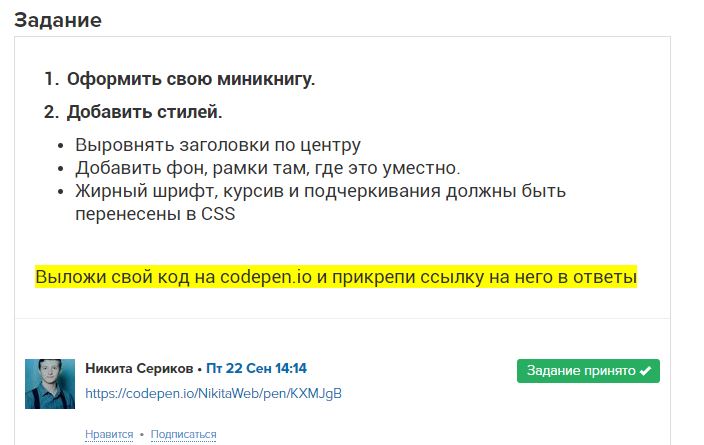 Задание
1. Оформить свою миникнигу.
2. Добавить стилей.
• Выровнять заголовки по центру
• Добавить фон, рамки там, где это уместно.
• Жирный шрифт, курсив и подчеркивания должны быть
перенесены в CSS
Выложи свой код на codepen.io и прикрепи ссылку на него в ответы
Никита Сериков • Пт 22 Сен 14:14
Задание принято ✔
https://codepen.io/NikitaWeb/pen/KXMJgB
Нравится • Подписаться